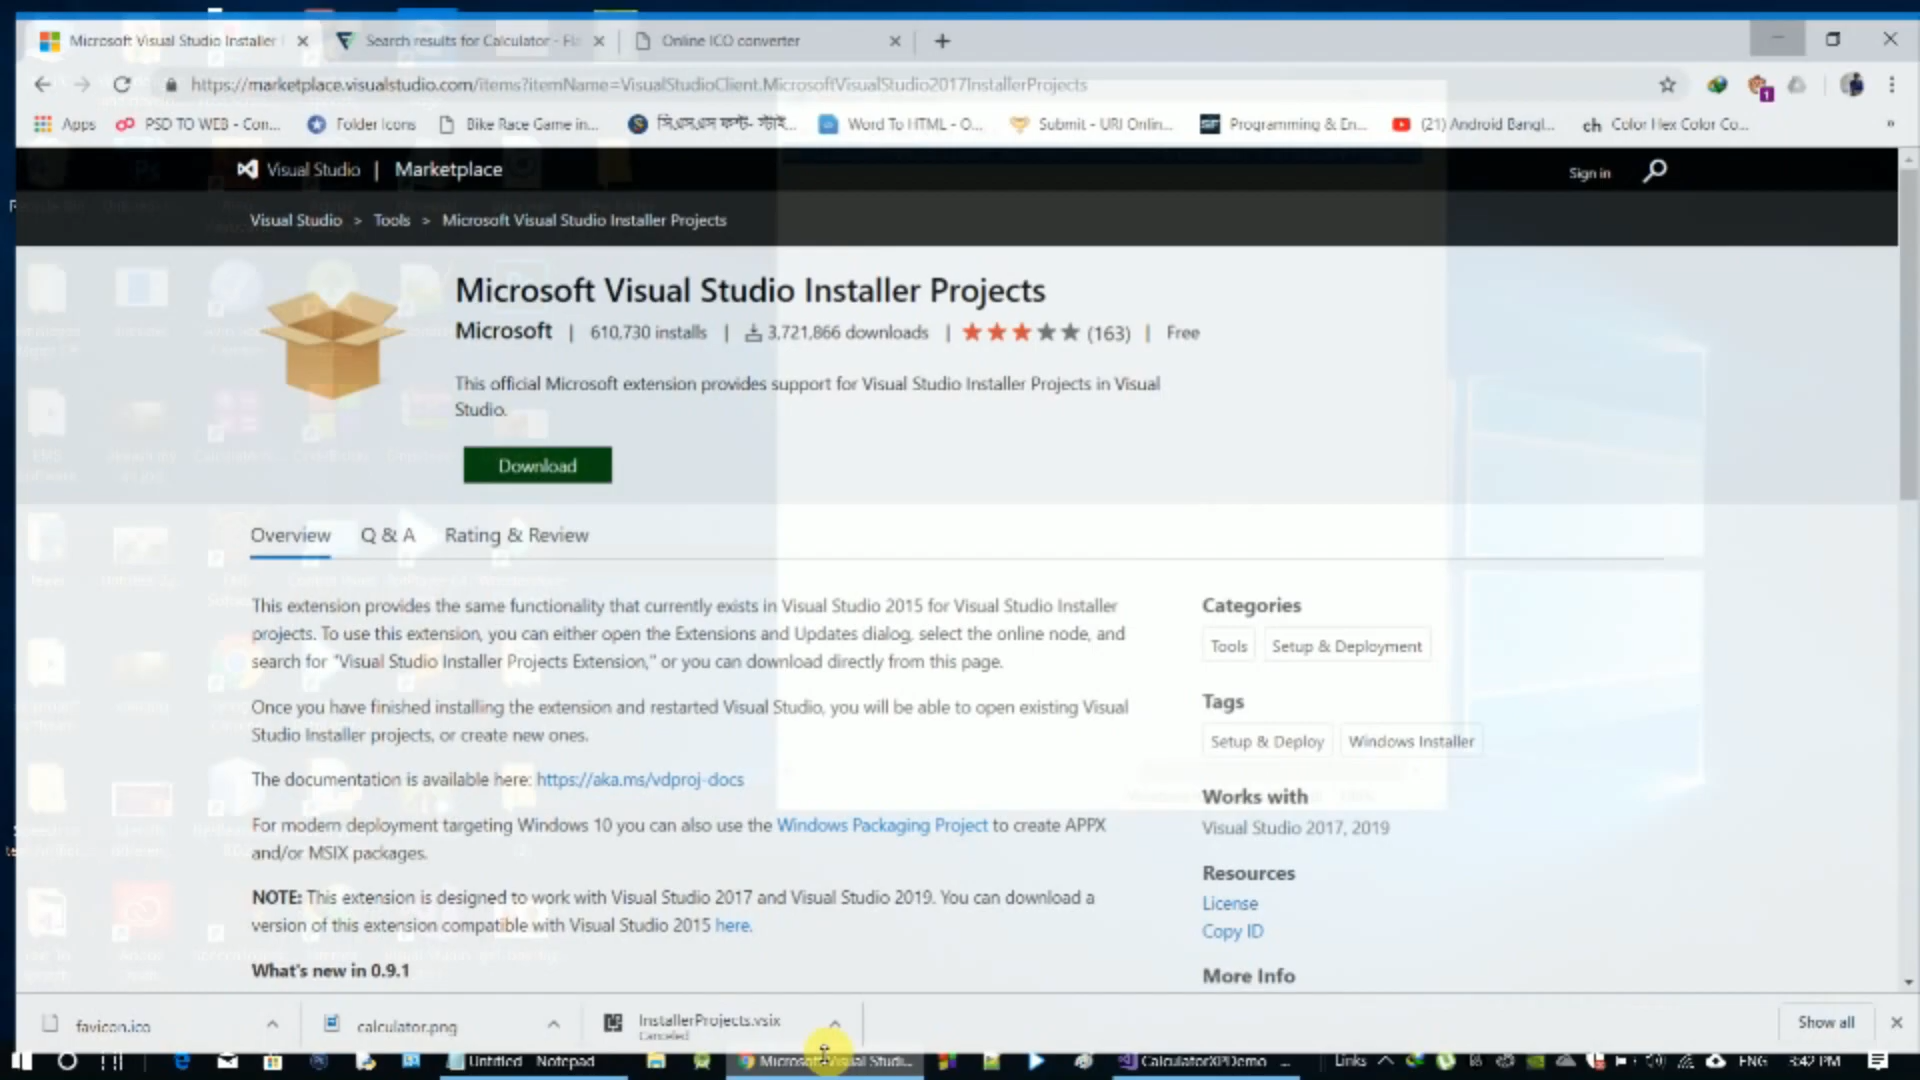 Microsoft Visual Studio Installer
Search results for Calculator - Fla
Online ICO converter
https://marketplace.visualstudio.com/items?itemName=VisualStudioClient.MicrosoftVisualStudio2017InstallerProjects
Apps
PSD TO WEB - Con...
Folder Icons
Bike Race Game in...
সি.এস.এস ফন্ট- স্টাই...
Word To HTML - O...
Submit - URI Onlin...
Programming & En...
(21) Android Bangl...
Color Hex Color Co...
»
Visual Studio | Marketplace
Sign in
Visual Studio > Tools > Microsoft Visual Studio Installer Projects
Microsoft Visual Studio Installer Projects
Microsoft | 610,730 installs | 3,721,866 downloads | (163) | Free
This official Microsoft extension provides support for Visual Studio Installer Projects in Visual
Studio.
Download
Overview Q & A Rating & Review
This extension provides the same functionality that currently exists in Visual Studio 2015 for Visual Studio Installer
projects. To use this extension, you can either open the Extensions and Updates dialog, select the online node, and
search for "Visual Studio Installer Projects Extension," or you can download directly from this page.
Once you have finished installing the extension and restarted Visual Studio, you will be able to open existing Visual
Studio Installer projects, or create new ones.
The documentation is available here: https://aka.ms/vdproj-docs
For modern deployment targeting Windows 10 you can also use the Windows Packaging Project to create APPX
and/or MSIX packages.
NOTE: This extension is designed to work with Visual Studio 2017 and Visual Studio 2019. You can download a
version of this extension compatible with Visual Studio 2015 here.
What's new in 0.9.1
Categories
Tools
Setup & Deployment
Tags
Setup & Deploy
Windows Installer
Works with
Visual Studio 2017, 2019
Resources
License
Copy ID
More Info
favicon.ico
calculator.png
InstallerProjects.vsix
Canceled
Show all
Untitled - Notepad
Microsoft Visual Studi...
CalculatorXPDemo ...
Links
ENG
3:42 PM